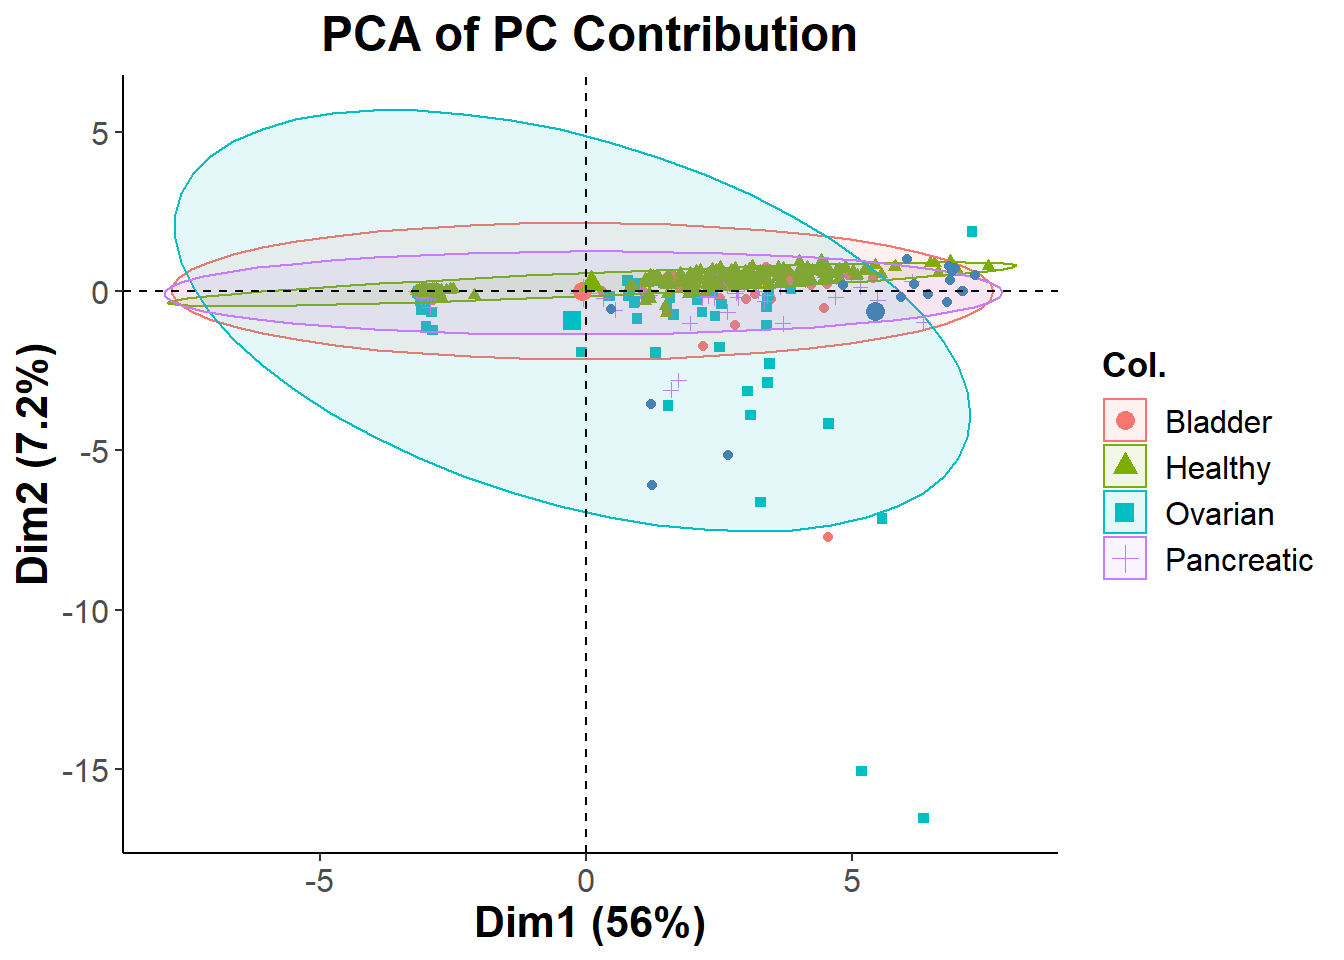 PCA of PC Contribution
5
0
-5
-10
-15
Dim2 (7.2%)
-5
0
5
Dim1 (56%)
Col.
Bladder
Healthy
Ovarian
Pancreatic